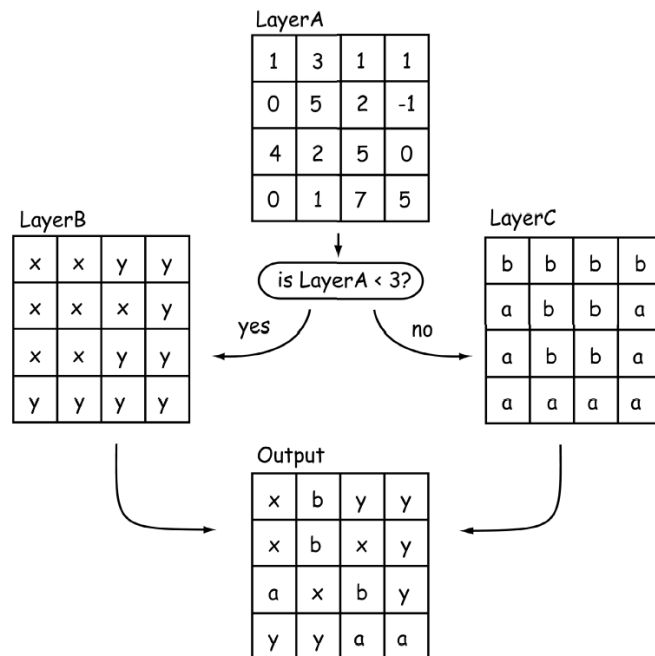 LayerA
1 3 1 1
0 5 2 -1
4 2 5 0
0 1 7 5
LayerB
x x y y
x x x y
x x y y
y y y y
is LayerA < 3?
yes
no
LayerC
b b b b
a b b a
a b b a
a a a a
Output
x b y y
x b x y
a x b y
y y a a